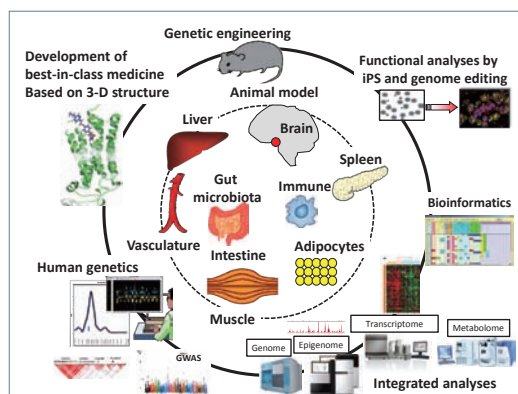 Genetic engineering
Development of
best-in-class medicine
Based on 3-D structure
Functional analyses by
iPS and genome editing
Animal model
Liver
Brain
Spleen
Gut
microbiota
Immune
Bioinformatics
Vasculature
Adipocytes
Intestine
Human genetics
Muscle
Transcriptome
Metabolome
Epigenome
Genome
GWAS
Integrated analyses